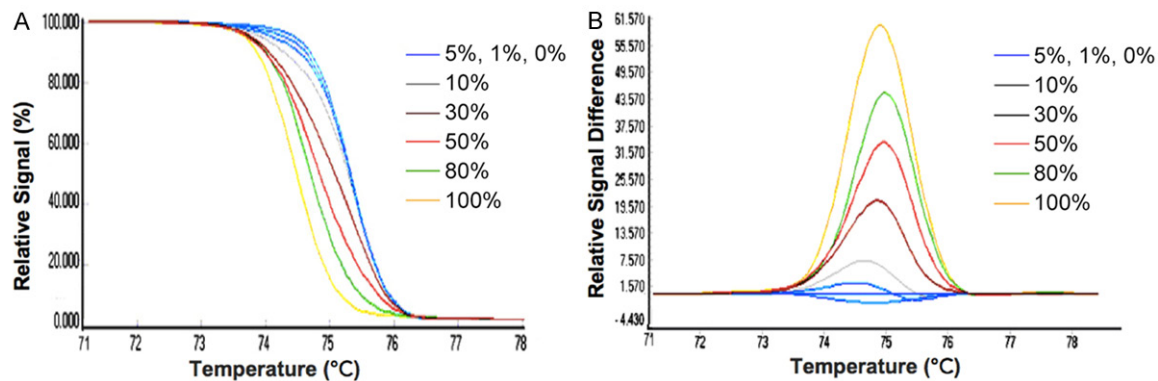 A
Relative Signal (%)
100.000
80.000
60.000
40.000
20.000
0.000
71 72 73 74 75 76 77 78
Temperature (°C)
5%, 1%, 0%
10%
30%
50%
80%
100%
B
Relative Signal Difference
61.570
55.570
49.570
43.570
37.570
31.570
25.570
19.570
13.570
7.570
1.570
-4.430
71 72 73 74 75 76 77 78
Temperature (°C)
5%, 1%, 0%
10%
30%
50%
80%
100%